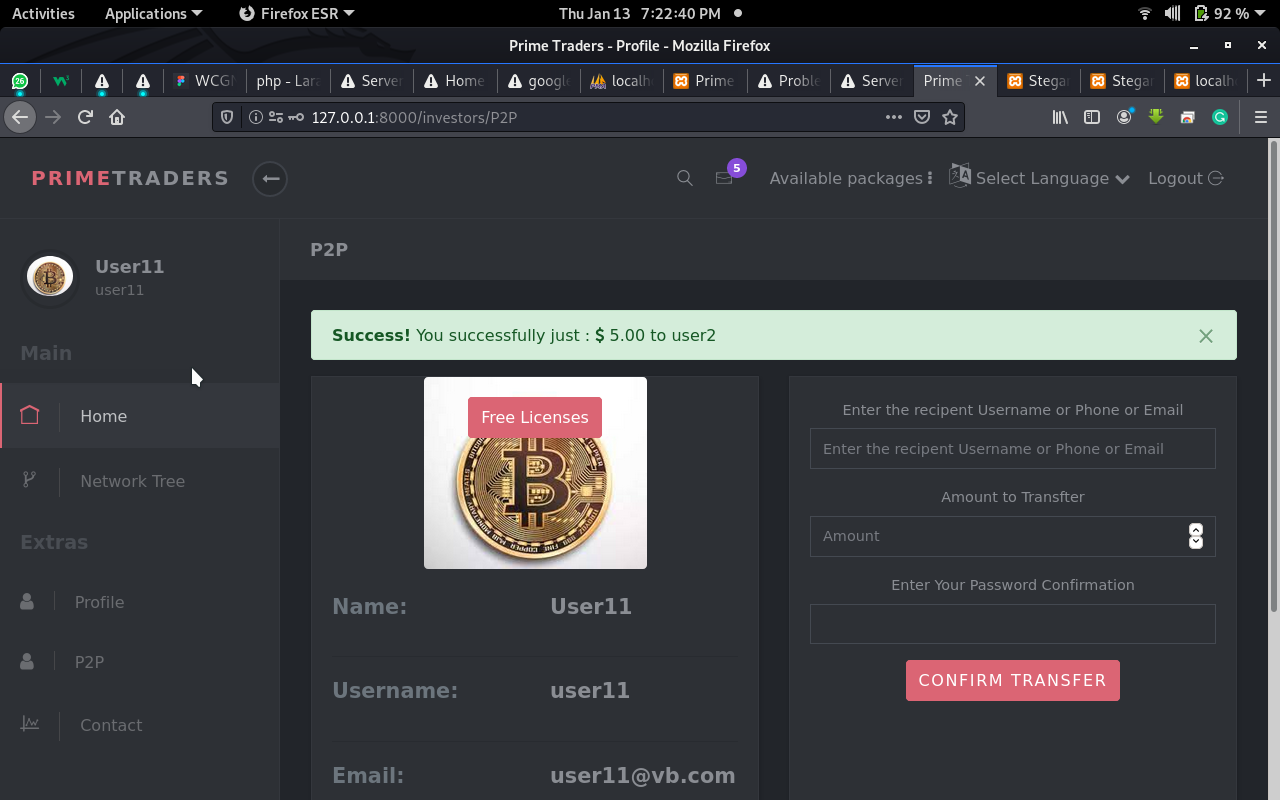 Activities Applications Firefox ESR Thu Jan 13 7:22:40 PM 92 %
Prime Traders - Profile - Mozilla Firefox
26 WCG php - Lar Server Home google localh Prime Proble Server Prime Stegar Stegar localh
127.0.0.1:8000/investors/P2P
PRIMETRADERS 5 Available packages Select Language Logout
P2P
User11
user11
Success! You successfully just : $ 5.00 to user2
Main
Home
Network Tree
Extras
Profile
P2P
Contact
Free Licenses
Name: User11
Username: user11
Email: user11@vb.com
Enter the recipent Username or Phone or Email
Enter the recipent Username or Phone or Email
Amount to Transfter
Amount
Enter Your Password Confirmation
CONFIRM TRANSFER